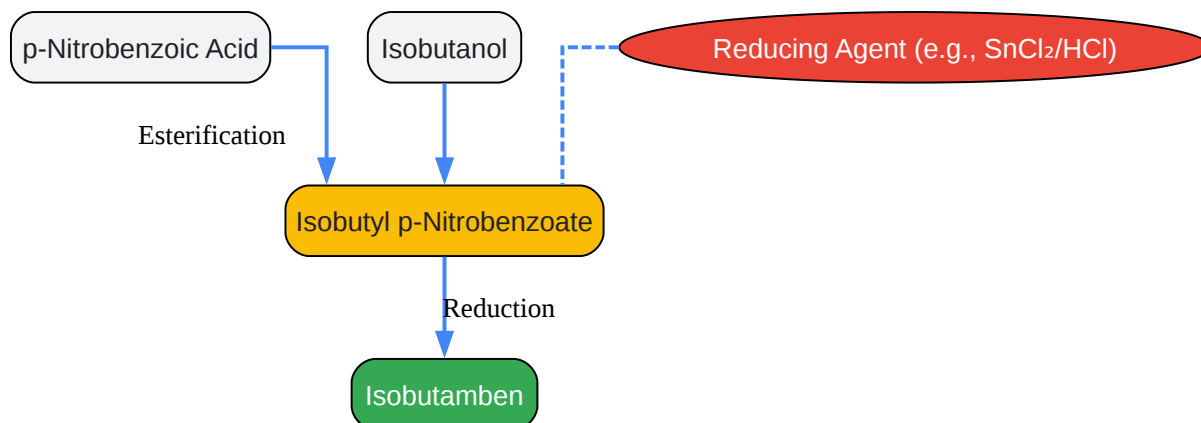 p-Nitrobenzoic Acid
Isobutanol
Reducing Agent (e.g., SnCl₂/HCl)
Esterification
Isobutyl p-Nitrobenzoate
Reduction
Isobutamben